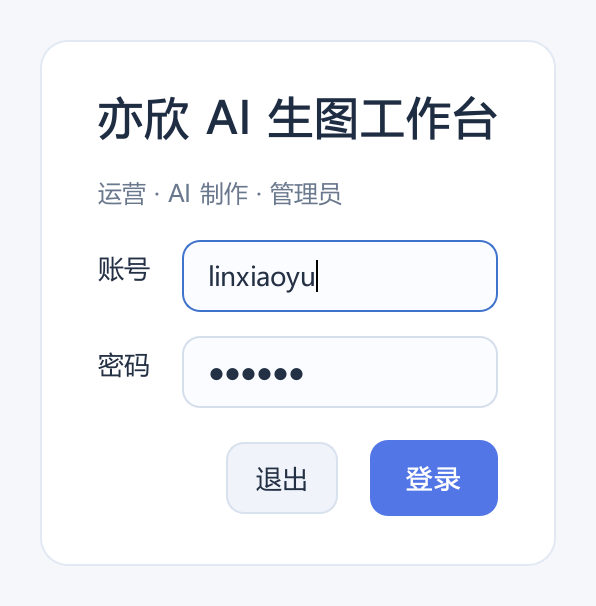 亦欣 AI 生图工作台
运营 · AI 制作 · 管理员
账号 linxiaoyu
密码 ●●●●●●
退出 登录